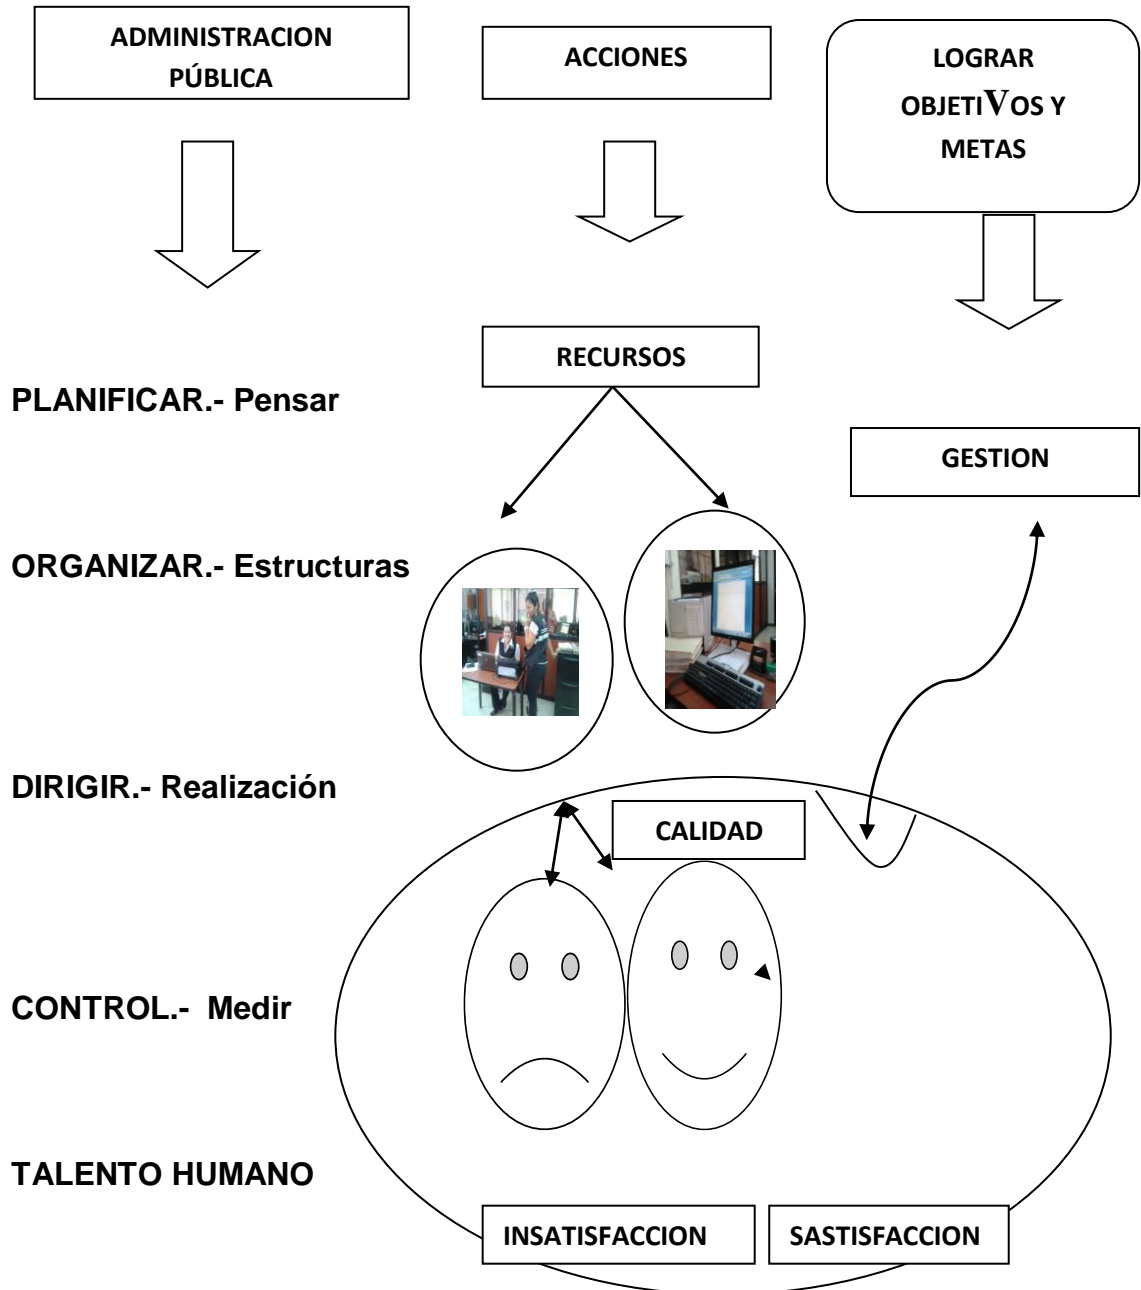 ADMINISTRACION
PÚBLICA
ACCIONES
LOGRAR
OBJETIVOS Y
METAS
RECURSOS
PLANIFICAR.- Pensar
GESTION
ORGANIZAR.- Estructuras
DIRIGIR.- Realización
CALIDAD
CONTROL.- Medir
TALENTO HUMANO
INSATISFACCION
SASTISFACCION